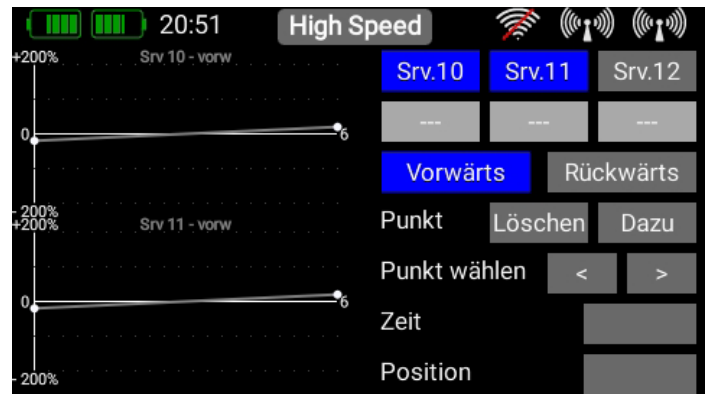 20:51 High Speed
+200% Srv 10 - vorw
0 6
- 200%
+200% Srv 11 - vorw
0 6
- 200%
Srv.10 Srv.11 Srv.12
--- --- ---
Vorwärts Rückwärts
Punkt Löschen Dazu
Punkt wählen < >
Zeit
Position